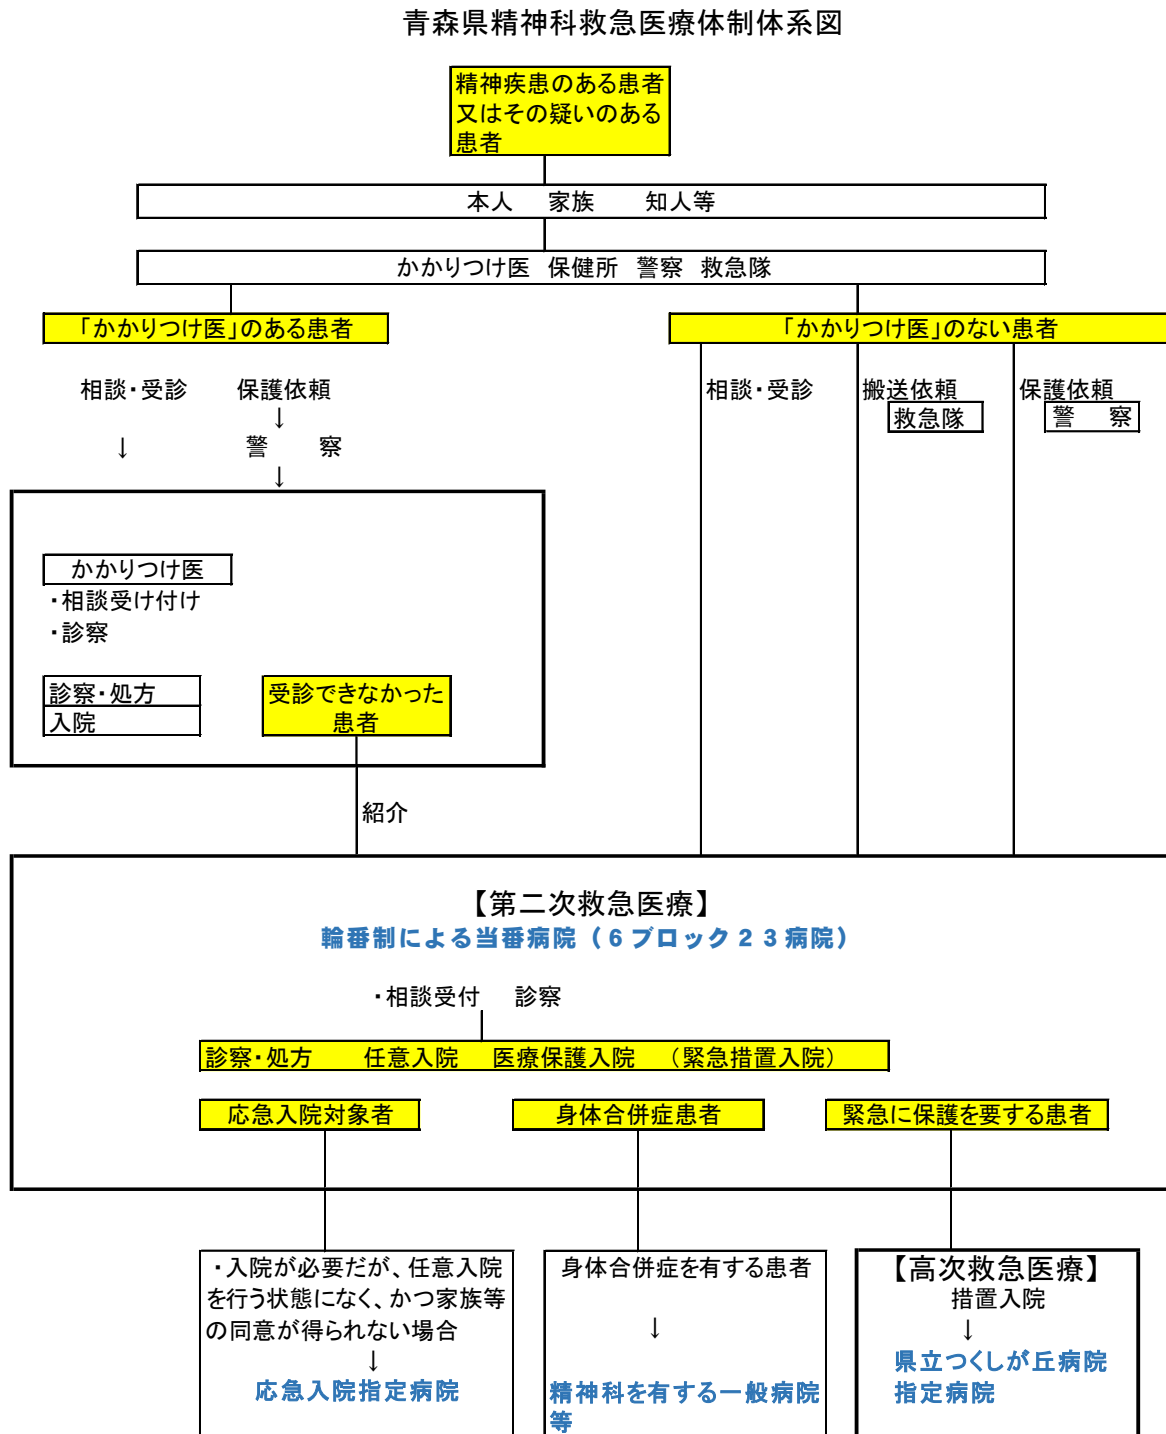 青森県精神科救急医療体制体系図
精神疾患のある患者
又はその疑いのある
患者
本人 家族 知人等
かかりつけ医 保健所 警察 救急隊
「かかりつけ医」のある患者
「かかりつけ医」のない患者
相談・受診 保護依頼
↓
↓ 警 察
↓
相談・受診 搬送依頼 保護依頼
救急隊 警 察
かかりつけ医
・相談受け付け
・診察
診察・処方
入院
受診できなかった
患者
紹介
【第二次救急医療】
輪番制による当番病院(6ブロック23病院)
・相談受付 診察
診察・処方 任意入院 医療保護入院 (緊急措置入院)
応急入院対象者 身体合併症患者 緊急に保護を要する患者
・入院が必要だが、任意入院
を行う状態になく、かつ家族等
の同意が得られない場合
↓
応急入院指定病院
身体合併症を有する患者
↓
精神科を有する一般病院
等
【高次救急医療】
措置入院
↓
県立つくしが丘病院
指定病院